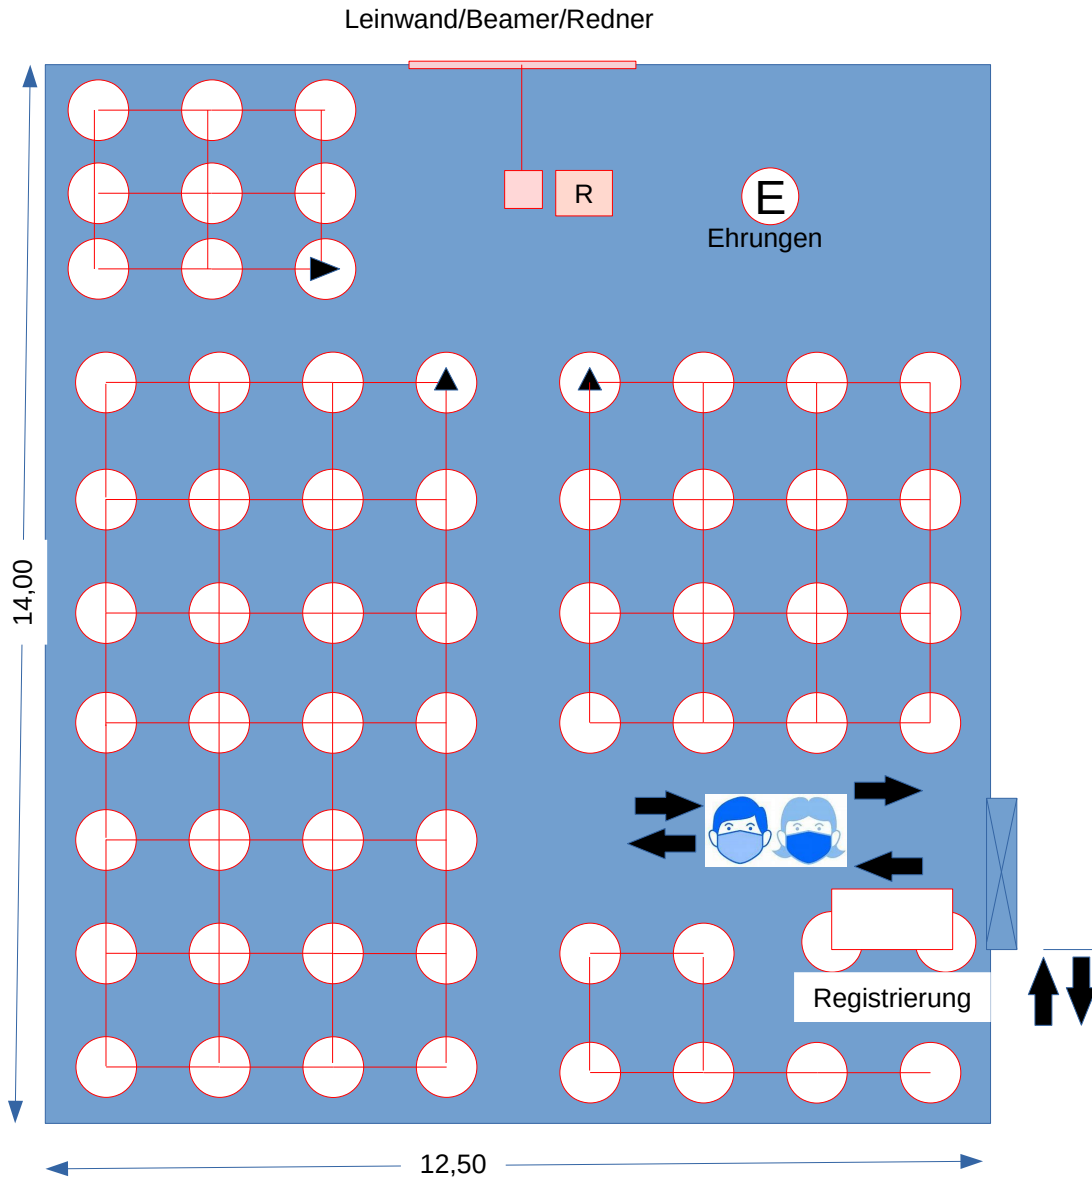 Leinwand/Beamer/Redner
R
E
Ehrungen
14,00
Registrierung
12,50